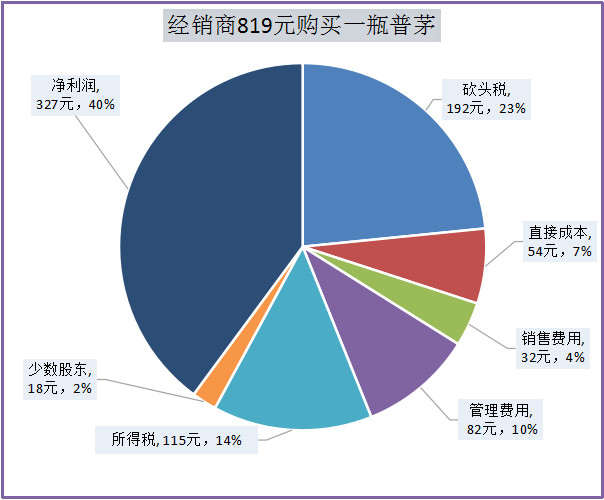 经销商819元购买一瓶普茅
净利润,
327元，40%
砍头税,
192元，23%
直接成本,
54元，7%
销售费用,
32元，4%
管理费用,
82元，10%
所得税, 115元，14%
少数股东,
18元，2%